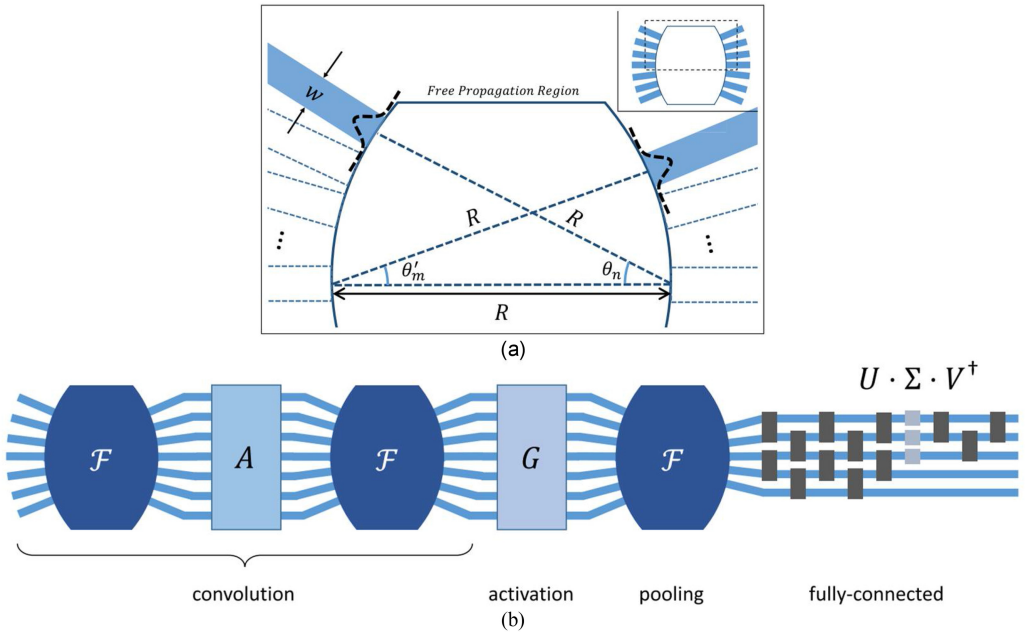 Free Propagation Region
w
R
R
θ′ₘ
θₙ
⋮
⋮
R
(a)
U · Σ · V†
ℱ
A
ℱ
G
ℱ
convolution
activation
pooling
fully-connected
(b)